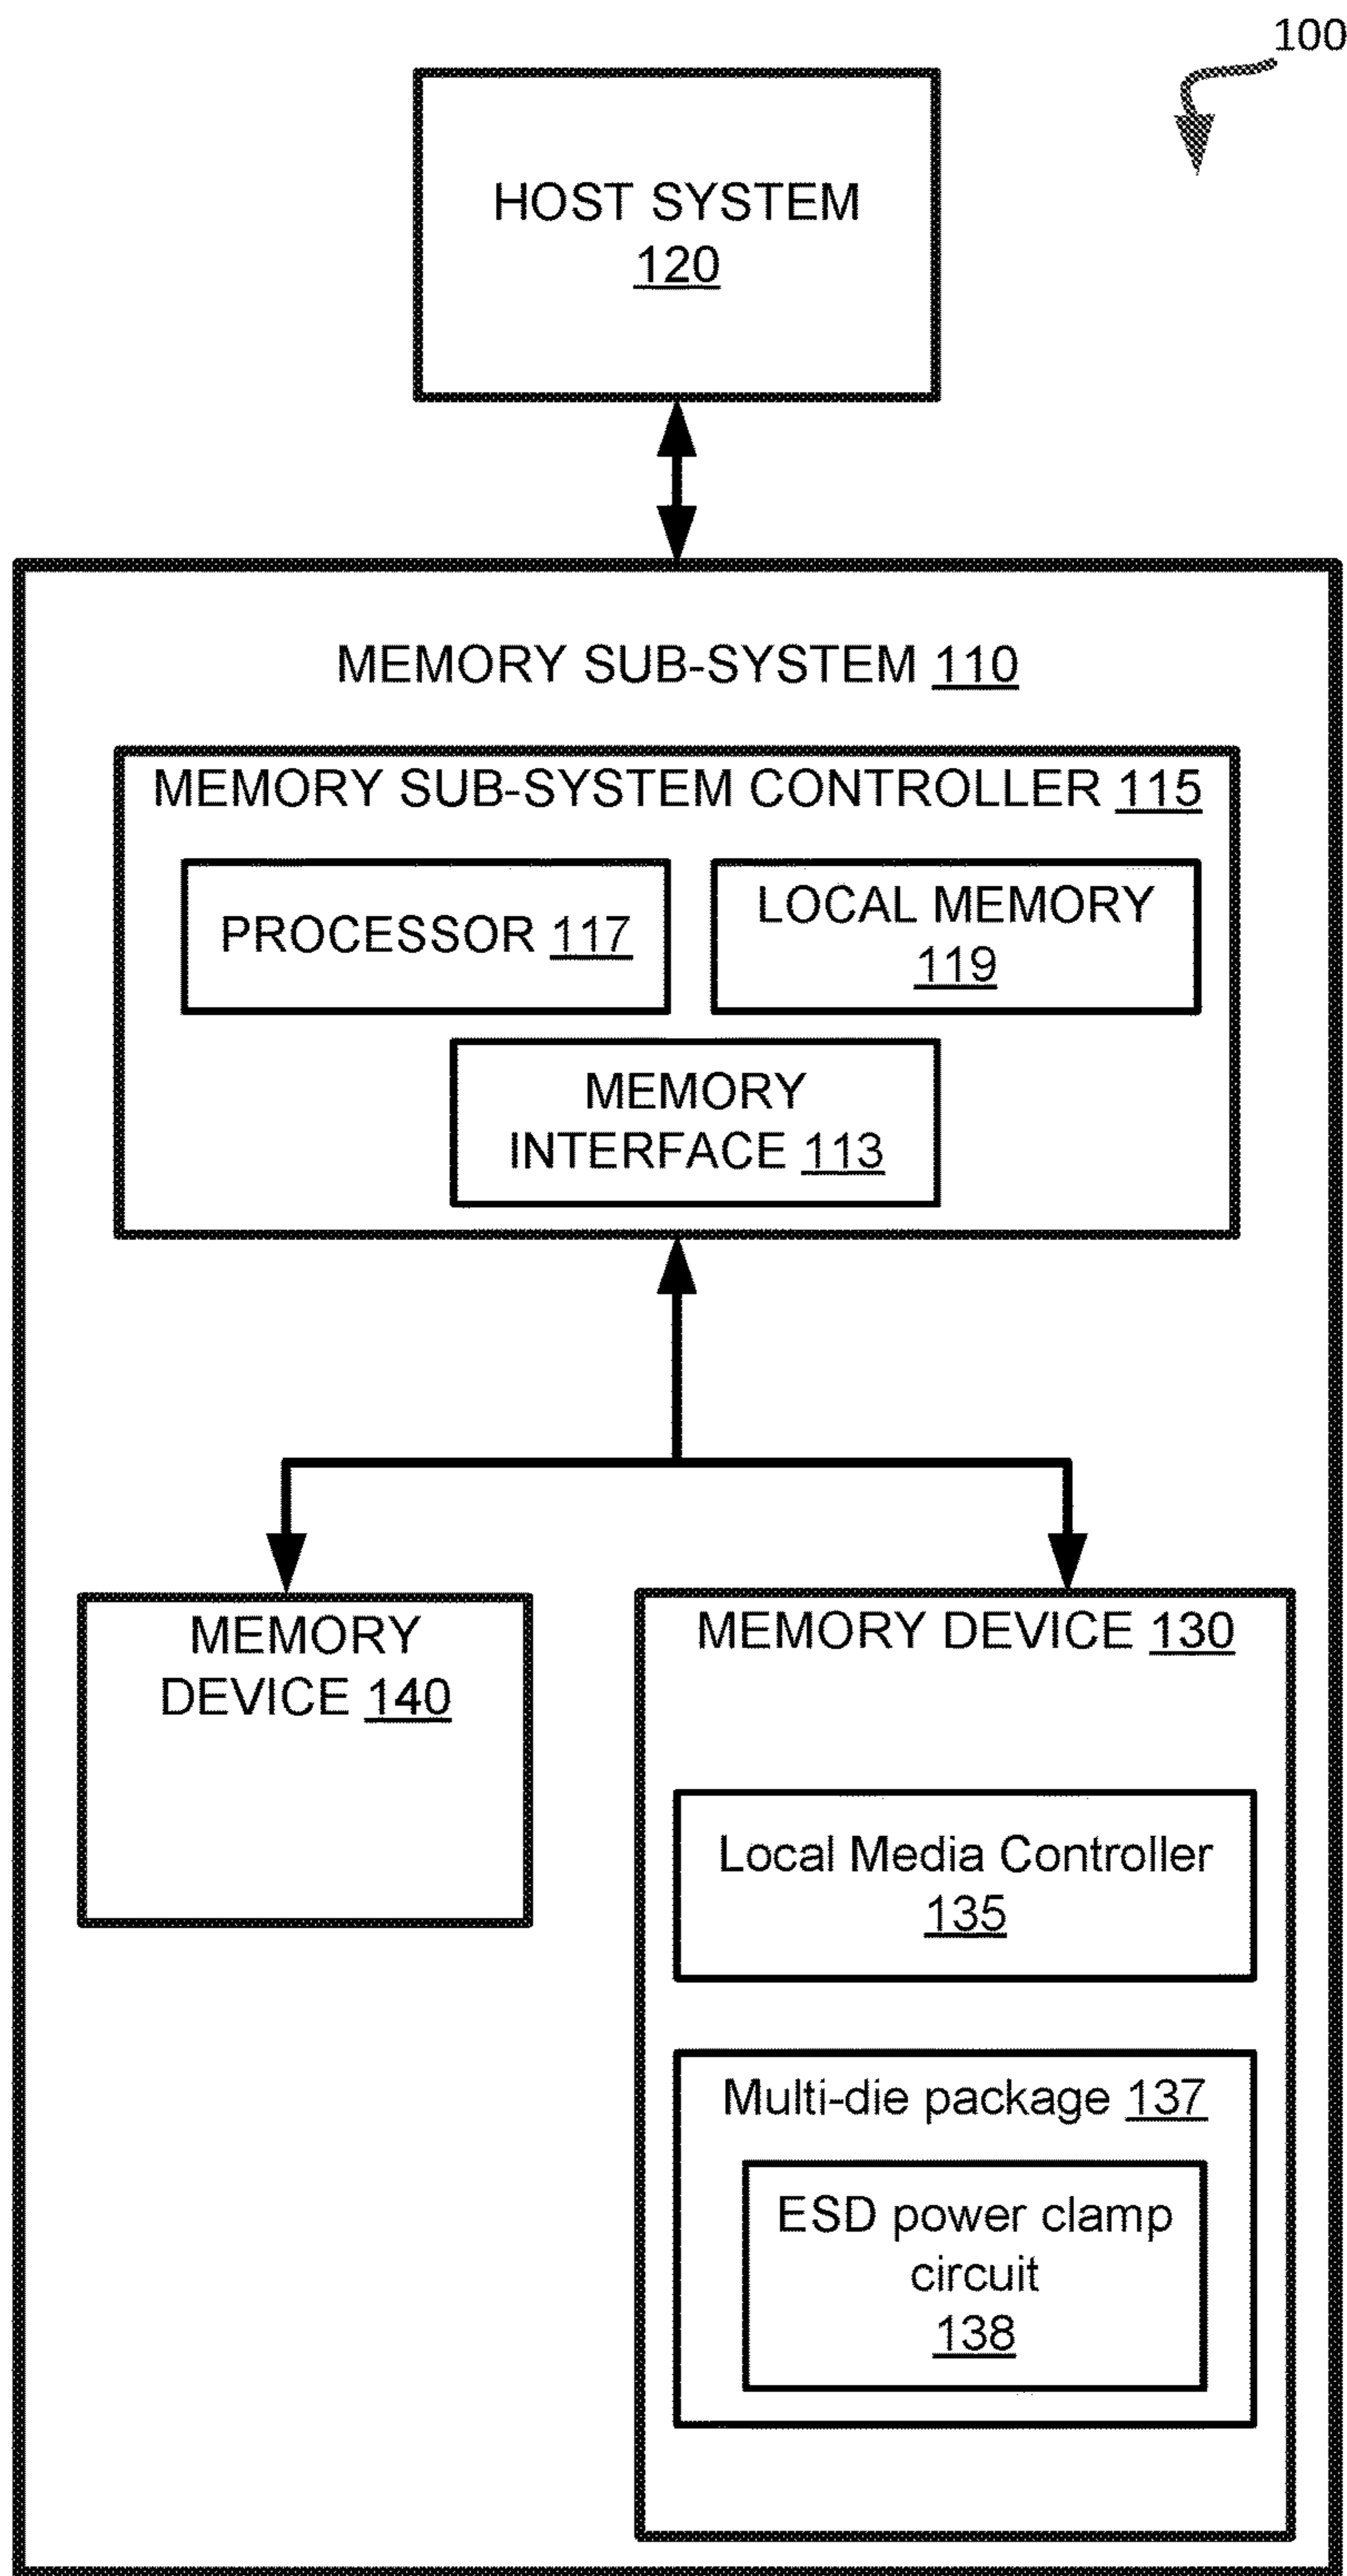 100
HOST SYSTEM
120
MEMORY SUB-SYSTEM 110
MEMORY SUB-SYSTEM CONTROLLER 115
PROCESSOR 117
LOCAL MEMORY
119
MEMORY
INTERFACE 113
MEMORY
DEVICE 140
MEMORY DEVICE 130
Local Media Controller
135
Multi-die package 137
ESD power clamp
circuit
138